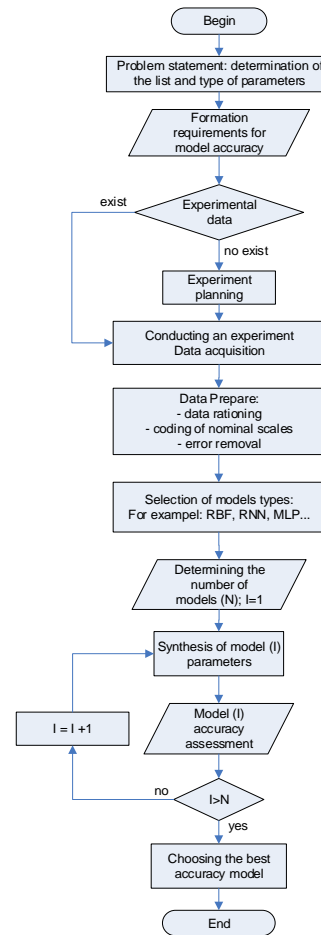 Begin
Problem statement: determination of
the list and type of parameters
Formation
requirements for
model accuracy
exist
Experimental
data
no exist
Experiment
planning
Conducting an experiment
Data acquisition
Data Prepare:
- data rationing
- coding of nominal scales
- error removal
Selection of models types:
For exampel: RBF, RNN, MLP...
Determining the
number of
models (N); I=1
Synthesis of model (I)
parameters
I = I +1
Model (I)
accuracy
assessment
no
I>N
yes
Choosing the best
accuracy model
End